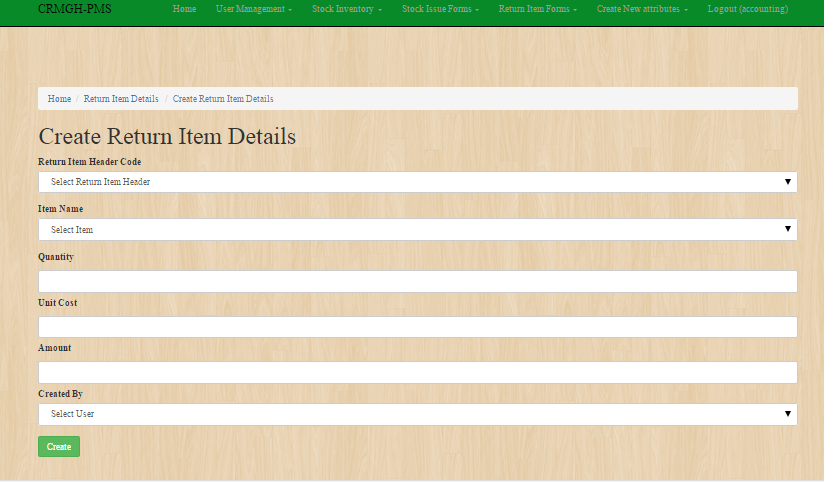 CRMGH-PMS Home User Management Stock Inventory Stock Issue Forms Return Item Forms Create New attributes Logout (accounting)
Home / Return Item Details / Create Return Item Details
Create Return Item Details
Return Item Header Code
Select Return Item Header
Item Name
Select Item
Quantity
Unit Cost
Amount
Created By
Select User
Create